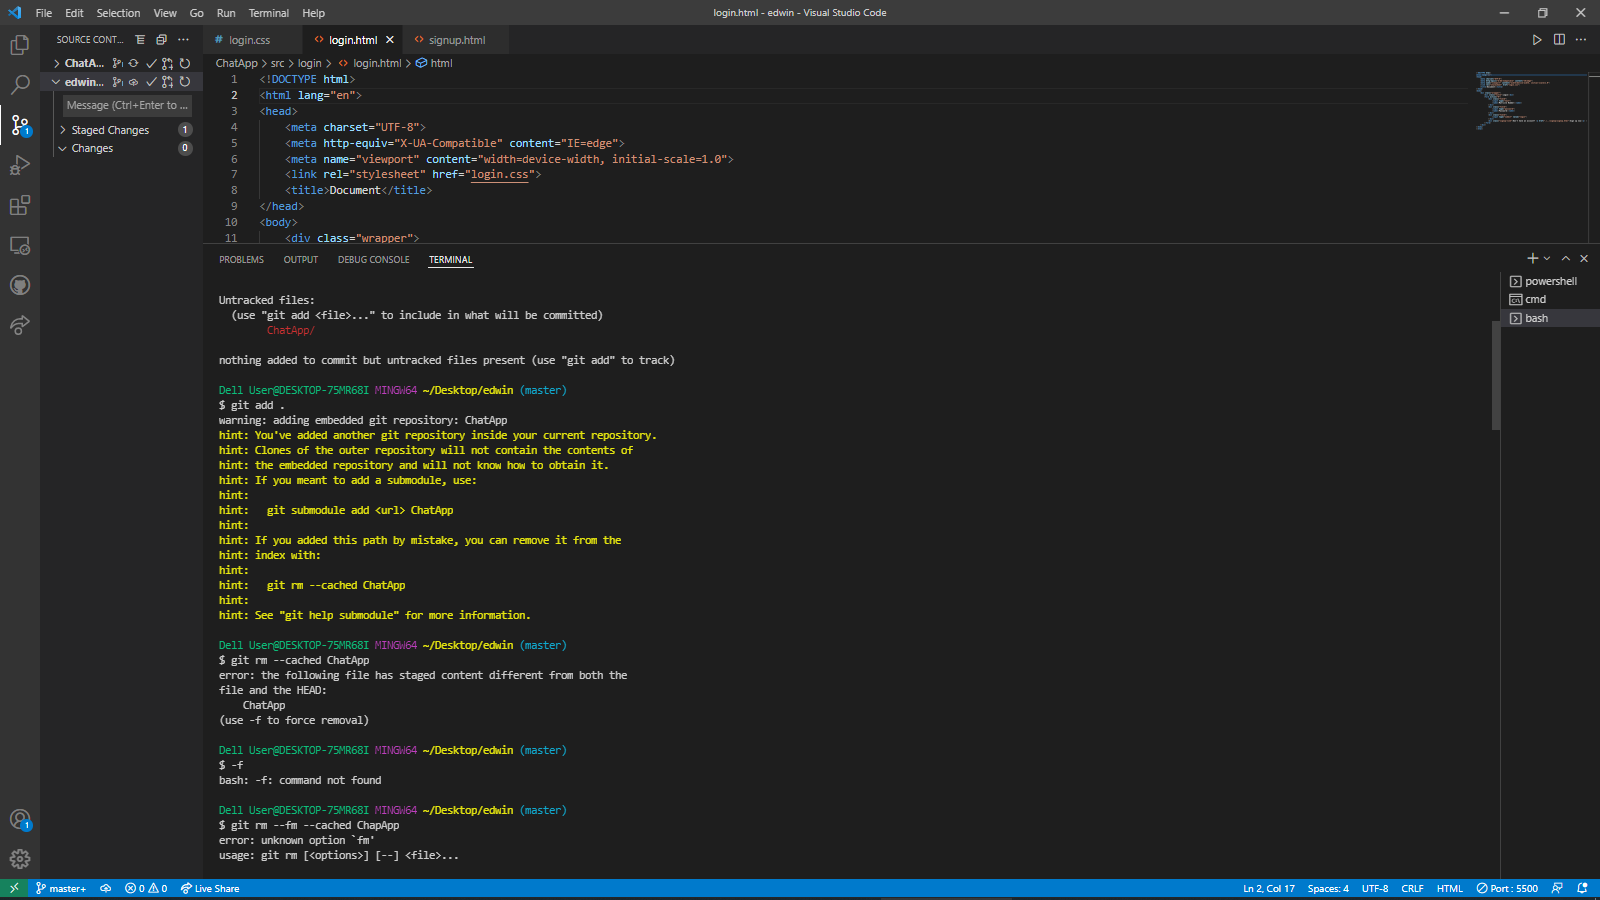 File Edit Selection View Go Run Terminal Help
login.html - edwin - Visual Studio Code
SOURCE CONT...
ChatA...
edwin...
Message (Ctrl+Enter to ...
Staged Changes 1
Changes 0
1
1
login.css
login.html
signup.html
ChatApp > src > login > login.html > html
1 <!DOCTYPE html>
2 <html lang="en">
3 <head>
4 <meta charset="UTF-8">
5 <meta http-equiv="X-UA-Compatible" content="IE=edge">
6 <meta name="viewport" content="width=device-width, initial-scale=1.0">
7 <link rel="stylesheet" href="login.css">
8 <title>Document</title>
9 </head>
10 <body>
11 <div class="wrapper">
PROBLEMS OUTPUT DEBUG CONSOLE TERMINAL
powershell
cmd
bash
Untracked files:
(use "git add <file>..." to include in what will be committed)
ChatApp/
nothing added to commit but untracked files present (use "git add" to track)
Dell User@DESKTOP-75MR68I MINGW64 ~/Desktop/edwin (master)
$ git add .
warning: adding embedded git repository: ChatApp
hint: You've added another git repository inside your current repository.
hint: Clones of the outer repository will not contain the contents of
hint: the embedded repository and will not know how to obtain it.
hint: If you meant to add a submodule, use:
hint:
hint: git submodule add <url> ChatApp
hint:
hint: If you added this path by mistake, you can remove it from the
hint: index with:
hint:
hint: git rm --cached ChatApp
hint:
hint: See "git help submodule" for more information.
Dell User@DESKTOP-75MR68I MINGW64 ~/Desktop/edwin (master)
$ git rm --cached ChatApp
error: the following file has staged content different from both the
file and the HEAD:
ChatApp
(use -f to force removal)
Dell User@DESKTOP-75MR68I MINGW64 ~/Desktop/edwin (master)
$ -f
bash: -f: command not found
Dell User@DESKTOP-75MR68I MINGW64 ~/Desktop/edwin (master)
$ git rm --fm --cached ChapApp
error: unknown option `fm'
usage: git rm [<options>] [--] <file>...
master+ 0 0 Live Share
Ln 2, Col 17 Spaces: 4 UTF-8 CRLF HTML Port : 5500